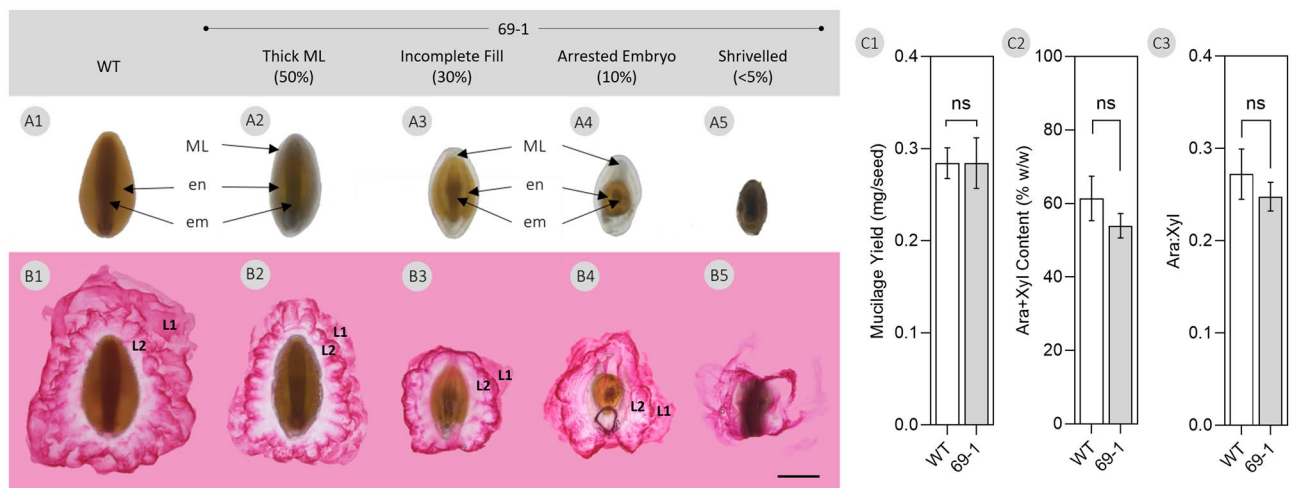 69-1
WT
Thick ML
(50%)
Incomplete Fill
(30%)
Arrested Embryo
(10%)
Shrivelled
(<5%)
A1
A2
A3
A4
A5
ML
en
em
ML
en
em
B1
B2
B3
B4
B5
L1
L2
L1
L2
L1
L2
L2
L1
C1
Mucilage Yield (mg/seed)
0.4
0.3
0.2
0.1
0.0
ns
WT
69-1
C2
Ara+Xyl Content (% w/w)
100
80
60
40
20
0
ns
WT
69-1
C3
Ara:Xyl
0.4
0.3
0.2
0.1
0.0
ns
WT
69-1